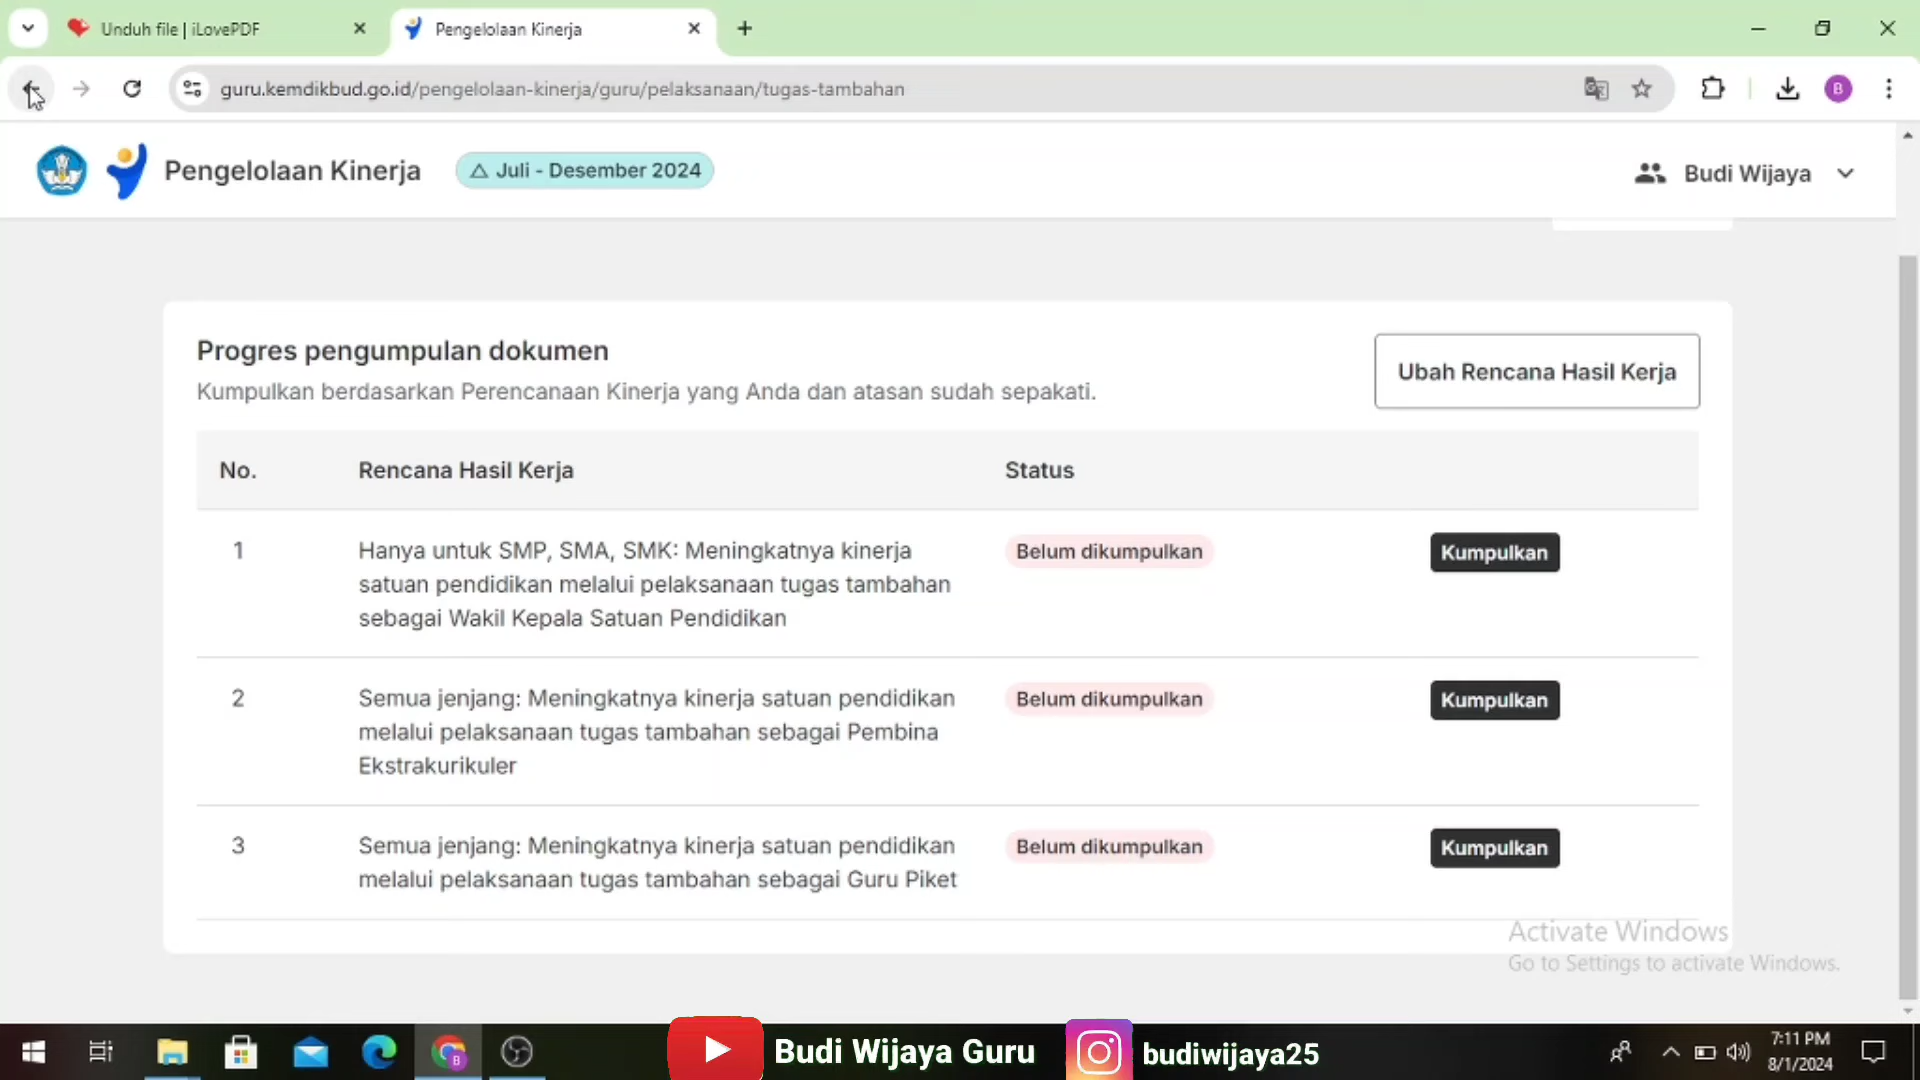 Unduh file | iLovePDF
Pengelolaan Kinerja
guru.kemdikbud.go.id/pengelolaan-kinerja/guru/pelaksanaan/tugas-tambahan
B
Pengelolaan Kinerja
Juli - Desember 2024
Budi Wijaya
Progres pengumpulan dokumen
Kumpulkan berdasarkan Perencanaan Kinerja yang Anda dan atasan sudah sepakati.
Ubah Rencana Hasil Kerja
No. Rencana Hasil Kerja Status
1 Hanya untuk SMP, SMA, SMK: Meningkatnya kinerja Belum dikumpulkan Kumpulkan
satuan pendidikan melalui pelaksanaan tugas tambahan
sebagai Wakil Kepala Satuan Pendidikan
2 Semua jenjang: Meningkatnya kinerja satuan pendidikan Belum dikumpulkan Kumpulkan
melalui pelaksanaan tugas tambahan sebagai Pembina
Ekstrakurikuler
3 Semua jenjang: Meningkatnya kinerja satuan pendidikan Belum dikumpulkan Kumpulkan
melalui pelaksanaan tugas tambahan sebagai Guru Piket
Activate Windows
Go to Settings to activate Windows.
B
Budi Wijaya Guru
budiwijaya25
7:11 PM
8/1/2024